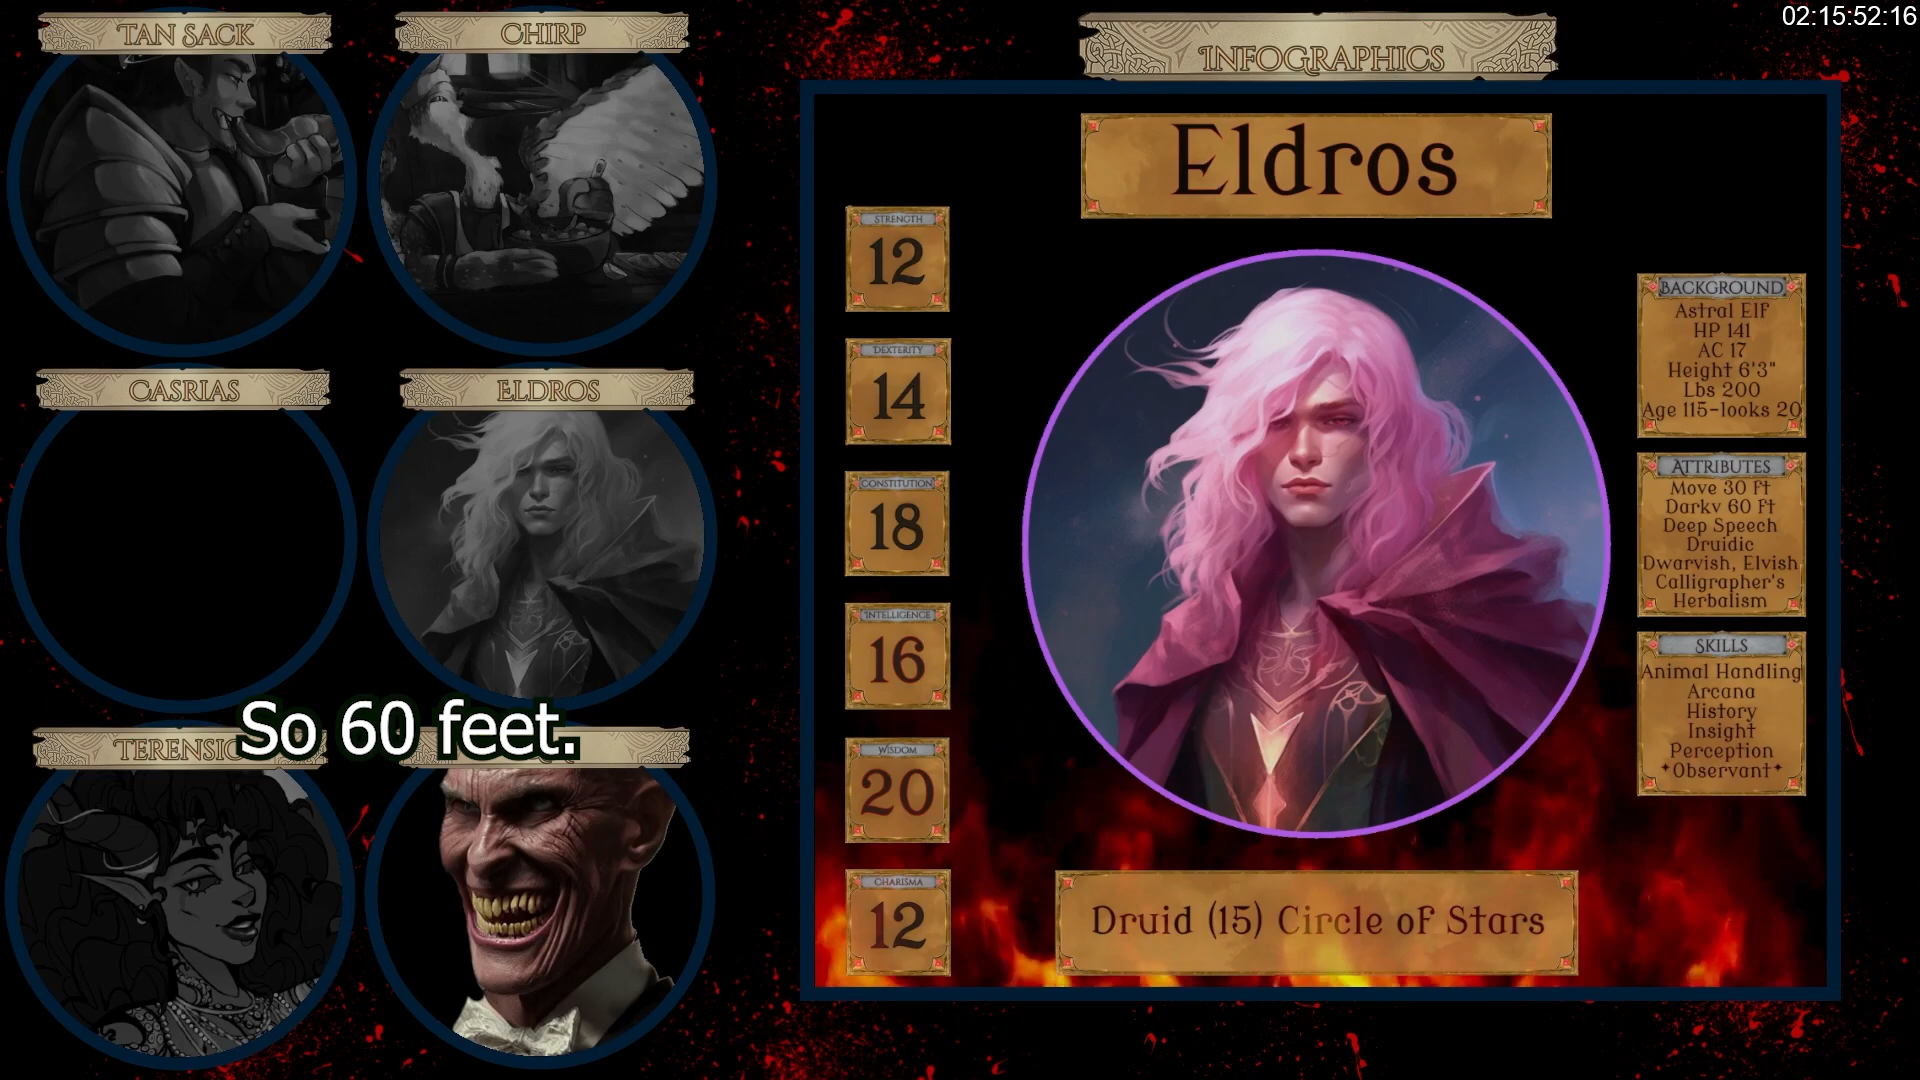 02:15:52:16
TAN SACK
CHIRP
INFOGRAPHICS
Eldros
STRENGTH
12
DEXTERITY
14
CONSTITUTION
18
INTELLIGENCE
16
WISDOM
20
CHARISMA
12
BACKGROUND
Astral Elf
HP 141
AC 17
Height 6'3"
Lbs 200
Age 115-looks 20
ATTRIBUTES
Move 30 ft
Darkv 60 ft
Deep Speech
Druidic
Dwarvish, Elvish
Calligrapher's
Herbalism
SKILLS
Animal Handling
Arcana
History
Insight
Perception
*Observant*
Druid (15) Circle of Stars
CASRIAS
ELDROS
So 60 feet.